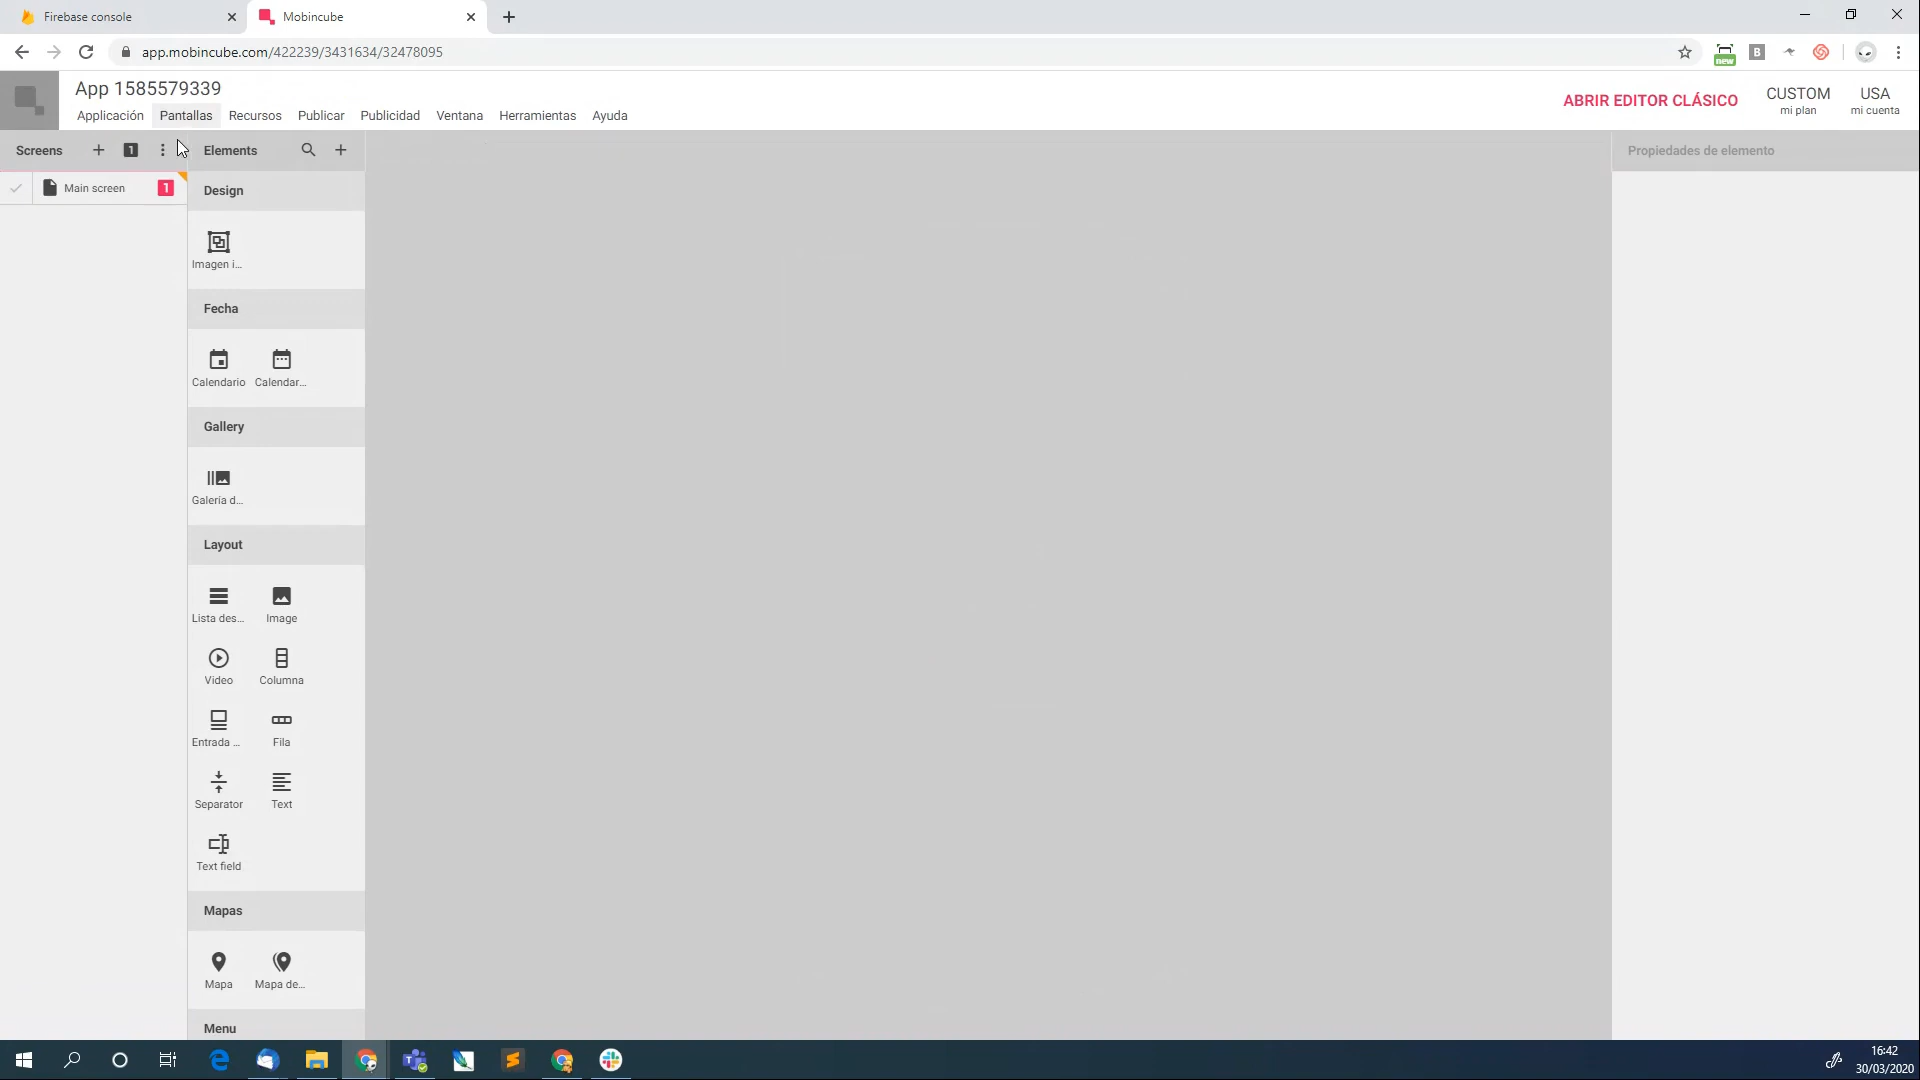 Firebase console
Mobincube
app.mobincube.com/422239/3431634/32478095
new
B
App 1585579339
Applicación Pantallas Recursos Publicar Publicidad Ventana Herramientas Ayuda
ABRIR EDITOR CLÁSICO
CUSTOM
mi plan
USA
mi cuenta
Screens
1
Elements
Propiedades de elemento
Main screen
1
Design
Imagen i...
Fecha
Calendario Calendar...
Gallery
Galería d...
Layout
Lista des... Image
Video Columna
Entrada ... Fila
Separator Text
Text field
Mapas
Mapa Mapa de...
Menu
16:42
30/03/2020